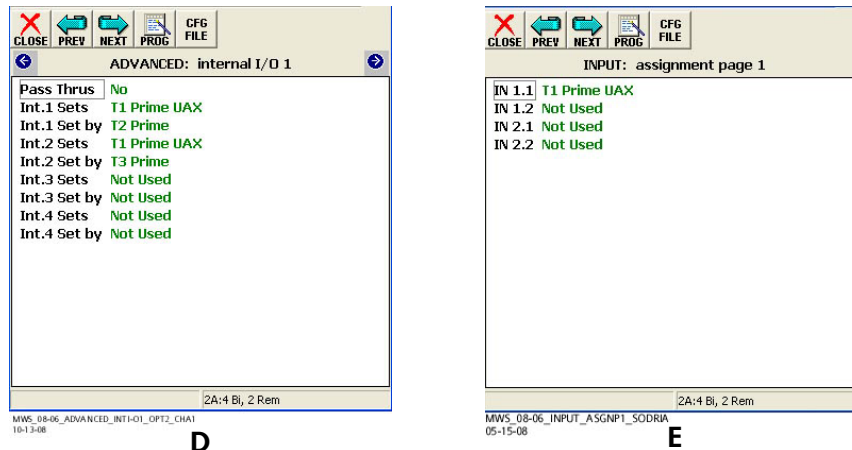 CLOSE PREV NEXT PROG CFG FILE
ADVANCED: internal I/O 1
Pass Thrus No
Int.1 Sets T1 Prime UAX
Int.1 Set by T2 Prime
Int.2 Sets T1 Prime UAX
Int.2 Set by T3 Prime
Int.3 Sets Not Used
Int.3 Set by Not Used
Int.4 Sets Not Used
Int.4 Set by Not Used
2A:4 Bi, 2 Rem
MWS_08-06_ADVANCED_INTI-O1_OPT2_CHA1
10-13-08
D
CLOSE PREV NEXT PROG CFG FILE
INPUT: assignment page 1
IN 1.1 T1 Prime UAX
IN 1.2 Not Used
IN 2.1 Not Used
IN 2.2 Not Used
2A:4 Bi, 2 Rem
MWS_08-06_INPUT_ASGNP1_SODRIA
05-15-08
E